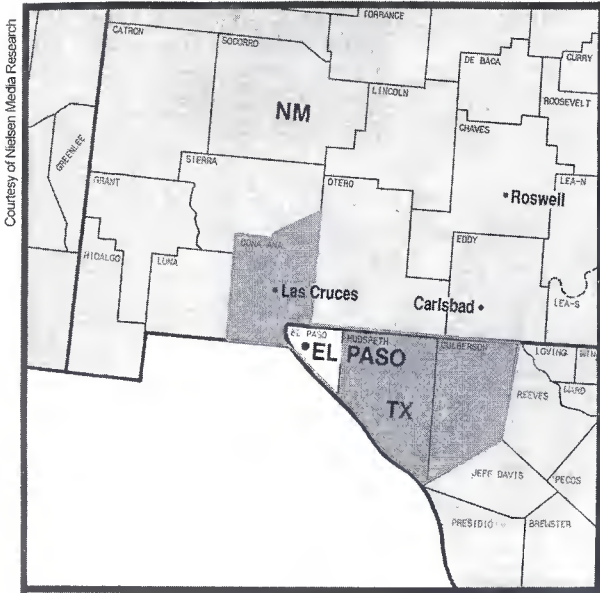 Courtesy of Nielsen Media Research
TORRANCE
CATRON
SOCORRO
DE BACA
CURRY
LINCOLN
ROOSEVELT
NM
CHAVES
GREENLEE
SIERRA
GRANT
OTERO
LEA-N
Roswell
DONA ANA
EDDY
HIDALGO
LUNA
Las Cruces
Carlsbad
LEA-S
EL PASO
HUDSPETH
CULBERSON
EL PASO
LOVING
WARD
REEVES
TX
JEFF DAVIS
PECOS
PRESIDIO
BREWSTER